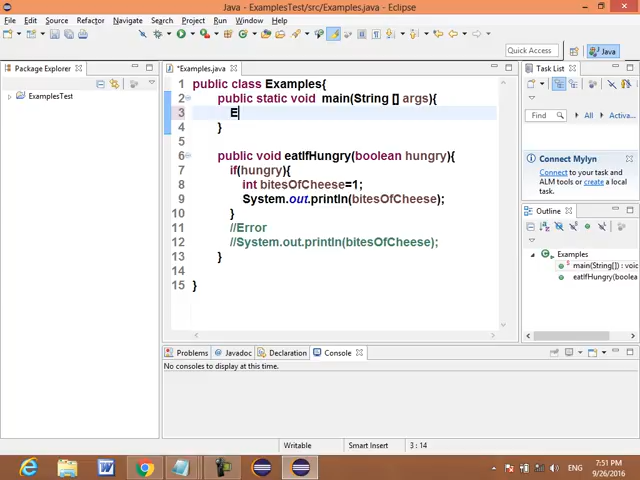 Java - ExamplesTest/src/Examples.java - Eclipse
File Edit Source Refactor Navigate Search Project Run Window Help
Quick Access
Java
Package Explorer
ExamplesTest
*Examples.java
1 public class Examples{
2 public static void main(String [] args){
3 E
4 }
5
6 public void eatIfHungry(boolean hungry){
7 if(hungry){
8 int bitesOfCheese=1;
9 System.out.println(bitesOfCheese);
10 }
11 //Error
12 //System.out.println(bitesOfCheese);
13 }
14
15 }
Task List
Find All Activa...
Connect Mylyn
Connect to your task and
ALM tools or create a local
task.
Outline
Examples
main(String[]) : void
eatIfHungry(boolea
Problems Javadoc Declaration Console
No consoles to display at this time.
Writable Smart Insert 3 : 14
ENG
7:51 PM
9/26/2016